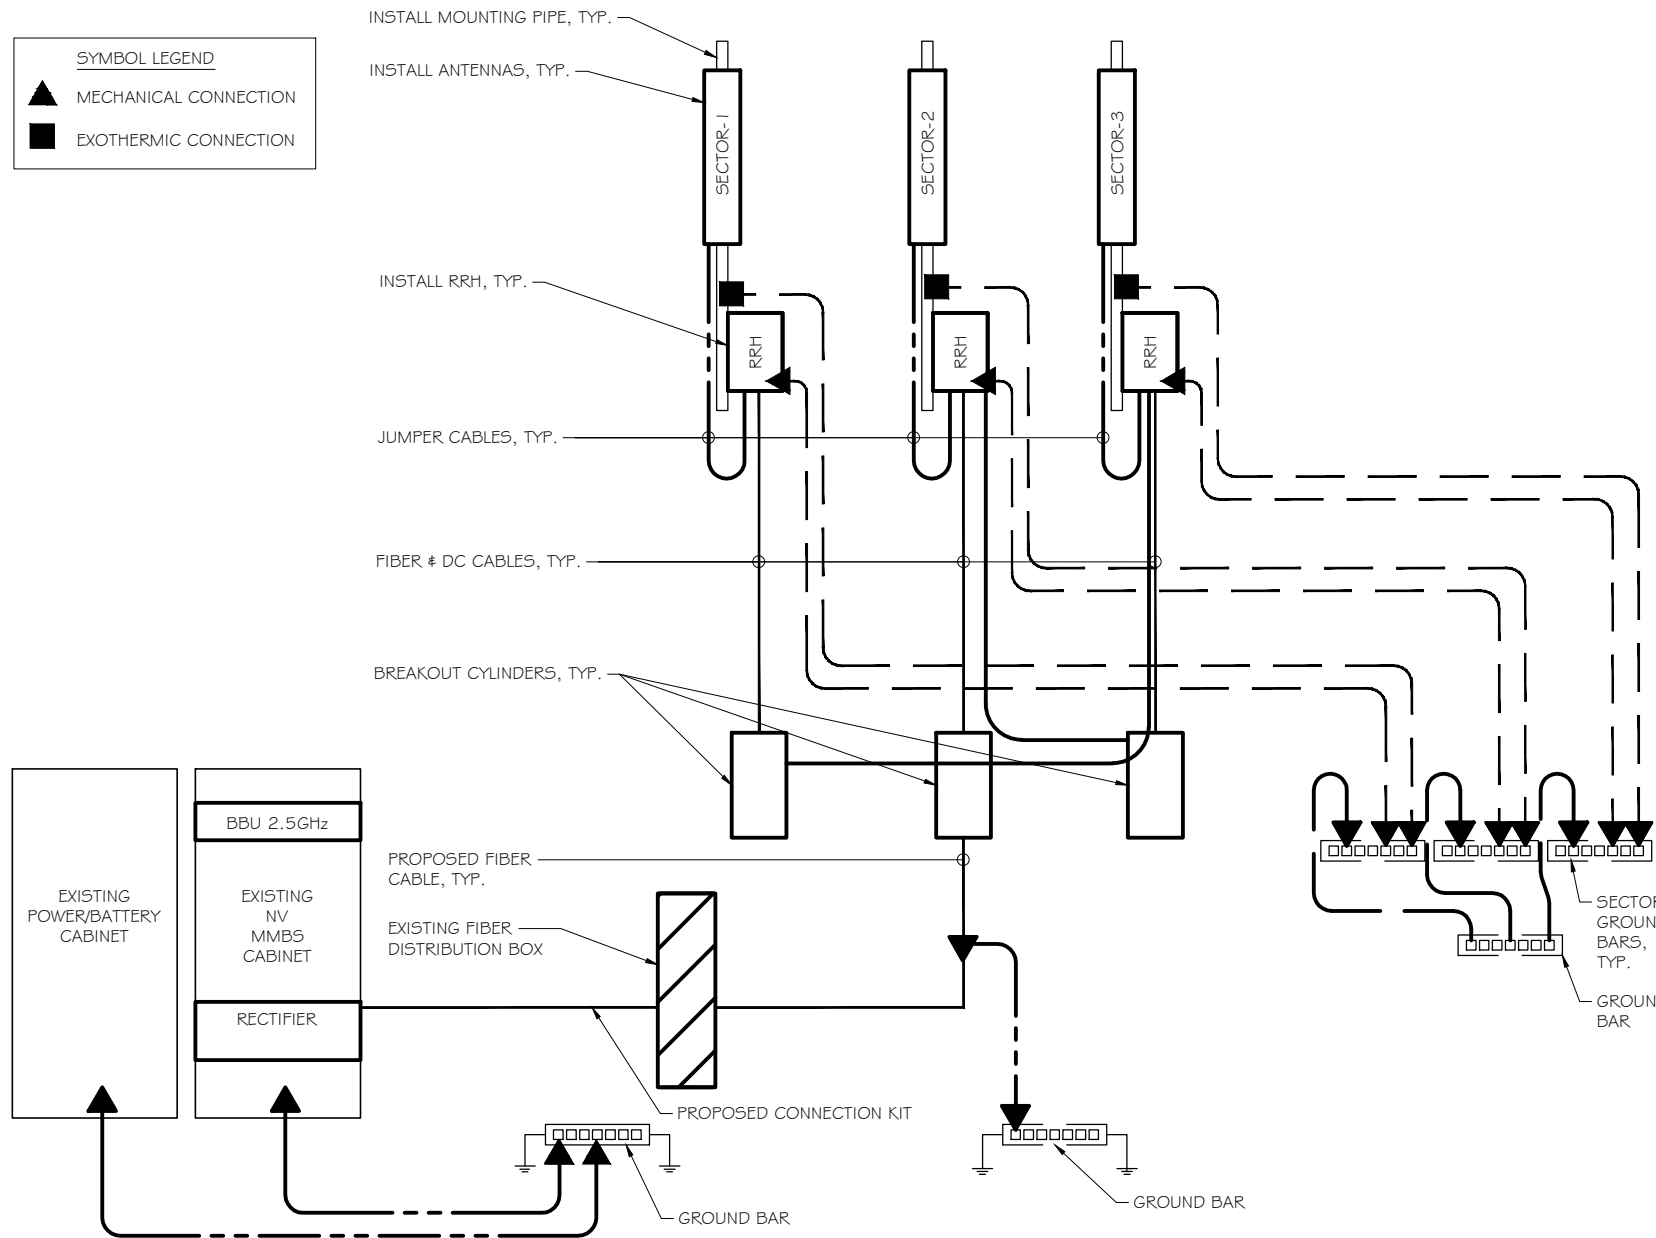 INSTALL MOUNTING PIPE, TYP.
SYMBOL LEGEND
INSTALL ANTENNAS, TYP.
MECHANICAL CONNECTION
EXOTHERMIC CONNECTION
SECTOR-1
SECTOR-2
SECTOR-3
INSTALL RRH, TYP.
RRH
RRH
RRH
JUMPER CABLES, TYP.
FIBER & DC CABLES, TYP.
BREAKOUT CYLINDERS, TYP.
BBU 2.5GHz
PROPOSED FIBER
CABLE, TYP.
EXISTING
POWER/BATTERY
CABINET
EXISTING
NV
MMBS
CABINET
EXISTING FIBER
DISTRIBUTION BOX
SECTOR
GROUN
BARS,
TYP.
GROUN
BAR
RECTIFIER
PROPOSED CONNECTION KIT
GROUND BAR
GROUND BAR